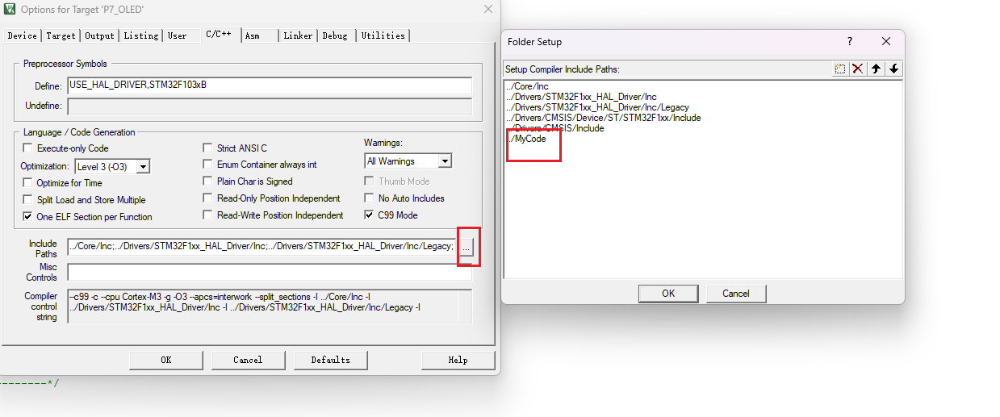 Options for Target 'P7_OLED'
Device Target Output Listing User C/C++ Asm Linker Debug Utilities
Preprocessor Symbols
Define: USE_HAL_DRIVER,STM32F103xB
Undefine:
Language / Code Generation
Execute-only Code
Optimization: Level 3 (-O3)
Optimize for Time
Split Load and Store Multiple
One ELF Section per Function
Strict ANSI C
Enum Container always int
Plain Char is Signed
Read-Only Position Independent
Read-Write Position Independent
Warnings:
All Warnings
Thumb Mode
No Auto Includes
C99 Mode
Include Paths
../Core/Inc;../Drivers/STM32F1xx_HAL_Driver/Inc;../Drivers/STM32F1xx_HAL_Driver/Inc/Legacy;
...
Misc Controls
Compiler control string
--c99 -c --cpu Cortex-M3 -g -O3 --apcs=interwork --split_sections -I ../Core/Inc -I
../Drivers/STM32F1xx_HAL_Driver/Inc -I ../Drivers/STM32F1xx_HAL_Driver/Inc/Legacy -I
OK Cancel Defaults Help
--------*/
Folder Setup
?
Setup Compiler Include Paths:
../Core/Inc
../Drivers/STM32F1xx_HAL_Driver/Inc
../Drivers/STM32F1xx_HAL_Driver/Inc/Legacy
../Drivers/CMSIS/Device/ST/STM32F1xx/Include
../Drivers/CMSIS/Include
./MyCode
OK Cancel